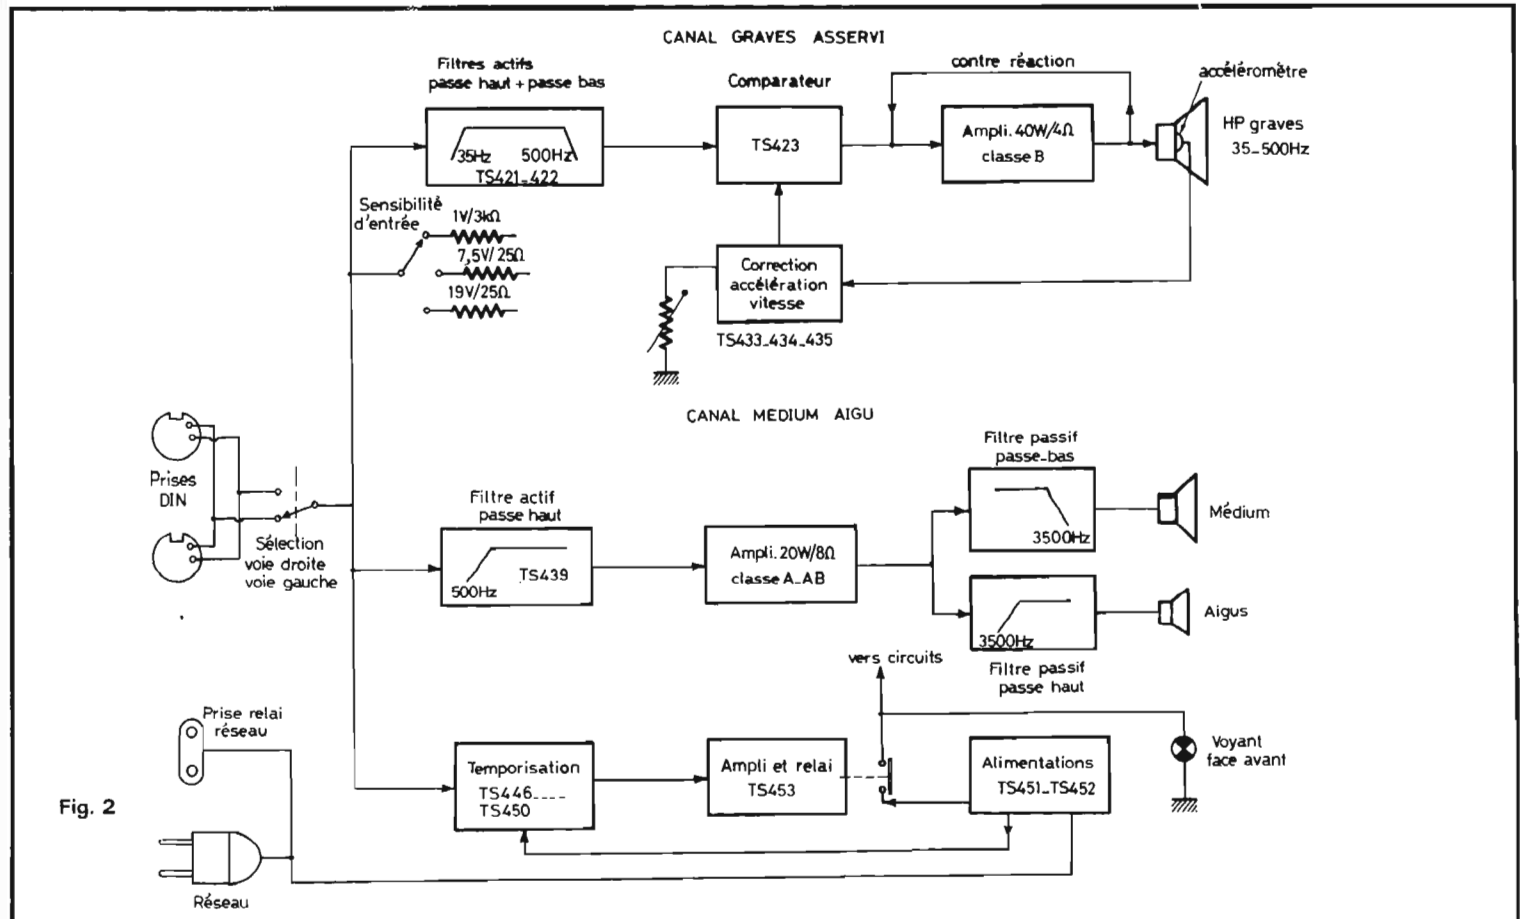 CANAL GRAVES ASSERVI
Filtres actifs
passe haut + passe bas
Comparateur
contre réaction
accéléromètre
35Hz 500Hz
TS421_422
TS423
Ampli. 40W/4Ω
classe B
HP graves
35_500Hz
Sensibilité
d'entrée
1V/3kΩ
7,5V/25Ω
19V/25Ω
Correction
accélération
vitesse
TS433_434_435
CANAL MEDIUM AIGU
Prises
DIN
Sélection
voie droite
voie gauche
Filtre actif
passe haut
500Hz
TS439
Ampli. 20W/8Ω
classe A_AB
Filtre passif
passe_bas
3500Hz
Médium
3500Hz
Aigus
Filtre passif
passe haut
vers circuits
Prise relai
réseau
Temporisation
TS446____
TS450
Ampli et relai
TS453
Alimentations
TS451_TS452
Voyant
face avant
Fig. 2
Réseau